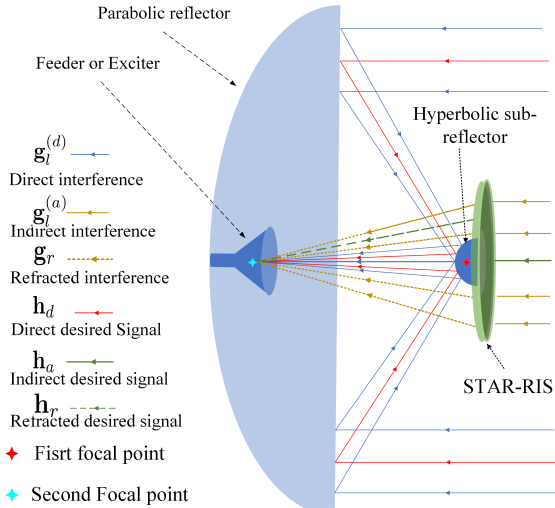 Parabolic reflector
Feeder or Exciter
Hyperbolic sub-
reflector
STAR-RIS
g_l^(d)
Direct interference
g_l^(a)
Indirect interference
g_r
Refracted interference
h_d
Direct desired Signal
h_a
Indirect desired signal
h_r
Refracted desired signal
Fisrt focal point
Second Focal point